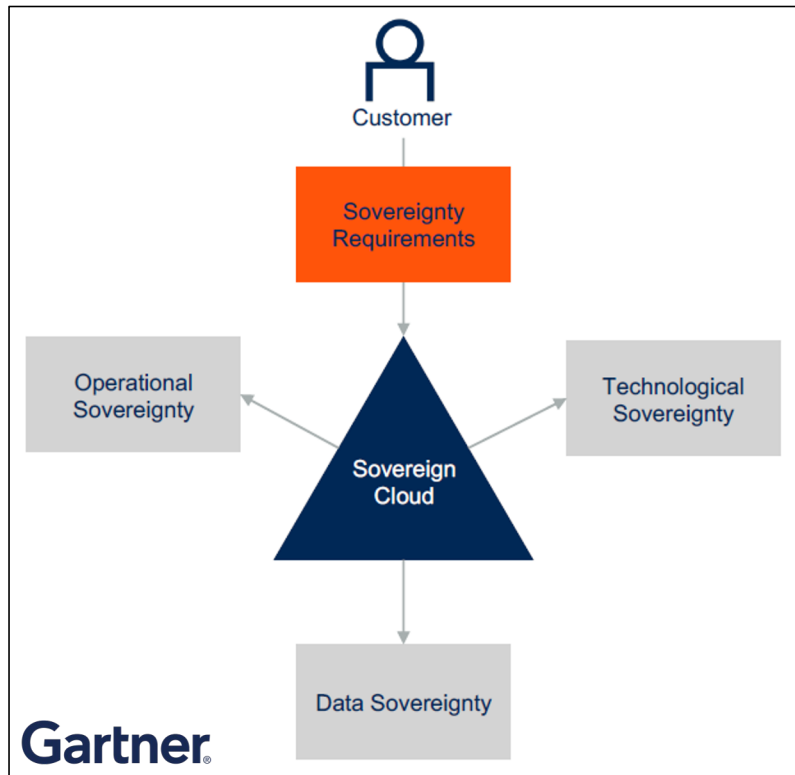 Customer
Sovereignty
Requirements
Operational
Sovereignty
Technological
Sovereignty
Sovereign
Cloud
Data Sovereignty
Gartner®